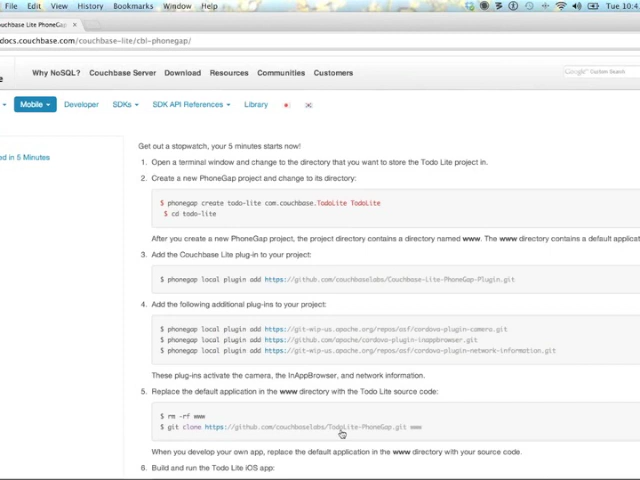 File Edit View History Bookmarks Window Help Tue 10:4
Couchbase Lite PhoneGap ×
docs.couchbase.com/couchbase-lite/cbl-phonegap/
Why NoSQL? Couchbase Server Download Resources Communities Customers
Google Custom Search
Mobile Developer SDKs SDK API References Library
ed in 5 Minutes
Get out a stopwatch, your 5 minutes starts now!
1. Open a terminal window and change to the directory that you want to store the Todo Lite project in.
2. Create a new PhoneGap project and change to its directory:
$ phonegap create todo-lite com.couchbase.TodoLite TodoLite
$ cd todo-lite
After you create a new PhoneGap project, the project directory contains a directory named www. The www directory contains a default applicat
3. Add the Couchbase Lite plug-in to your project:
$ phonegap local plugin add https://github.com/couchbaselabs/Couchbase-Lite-PhoneGap-Plugin.git
4. Add the following additional plug-ins to your project:
$ phonegap local plugin add https://git-wip-us.apache.org/repos/asf/cordova-plugin-camera.git
$ phonegap local plugin add https://github.com/apache/cordova-plugin-inappbrowser.git
$ phonegap local plugin add https://git-wip-us.apache.org/repos/asf/cordova-plugin-network-information.git
These plug-ins activate the camera, the InAppBrowser, and network information.
5. Replace the default application in the www directory with the Todo Lite source code:
$ rm -rf www
$ git clone https://github.com/couchbaselabs/TodoLite-PhoneGap.git www
When you develop your own app, replace the default application in the www directory with your source code.
6. Build and run the Todo Lite iOS app: